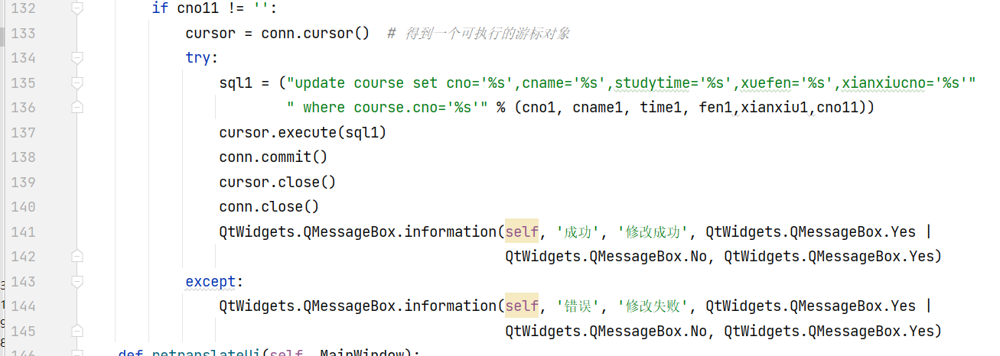 132 if cno11 != '':
133 cursor = conn.cursor()  # 得到一个可执行的游标对象
134 try:
135 sql1 = ("update course set cno='%s',cname='%s',studytime='%s',xuefen='%s',xianxiucno='%s'"
136 " where course.cno='%s'" % (cno1, cname1, time1, fen1,xianxiu1,cno11))
137 cursor.execute(sql1)
138 conn.commit()
139 cursor.close()
140 conn.close()
141 QtWidgets.QMessageBox.information(self, '成功', '修改成功', QtWidgets.QMessageBox.Yes |
142 QtWidgets.QMessageBox.No, QtWidgets.QMessageBox.Yes)
143 except:
144 QtWidgets.QMessageBox.information(self, '错误', '修改失败', QtWidgets.QMessageBox.Yes |
145 QtWidgets.QMessageBox.No, QtWidgets.QMessageBox.Yes)
146 def retranslateUi(self, MainWindow):